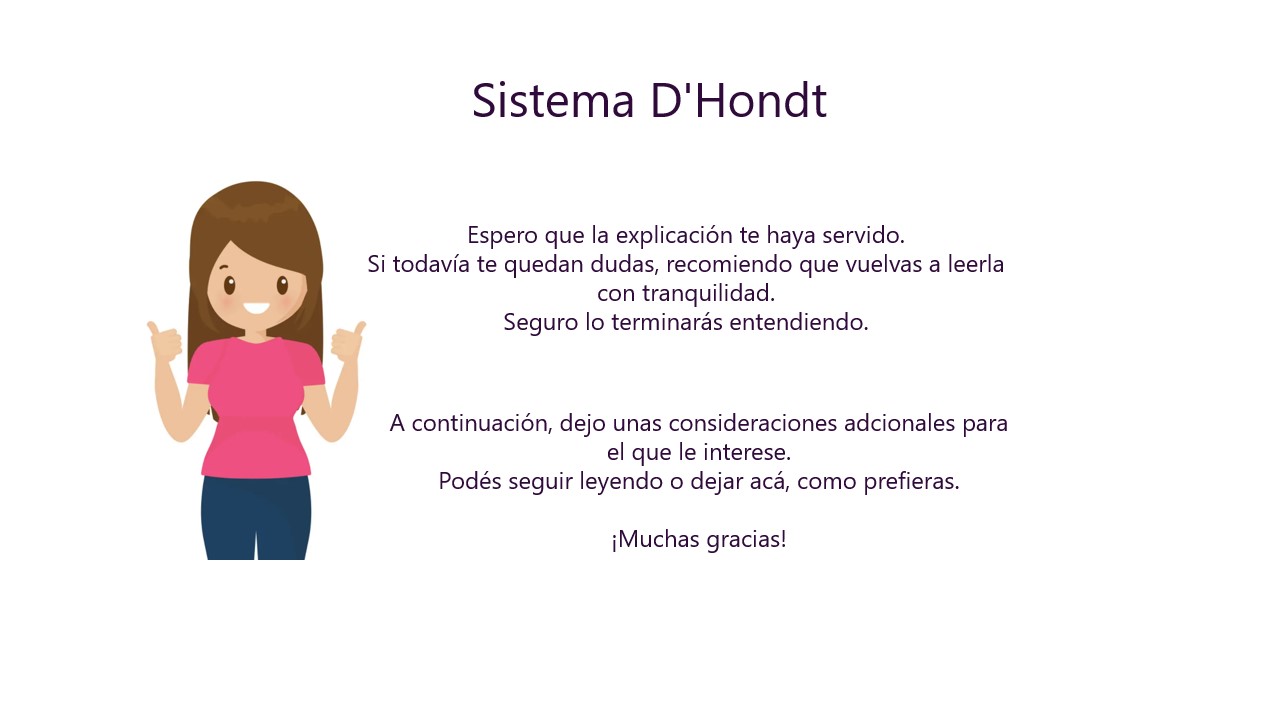 Sistema D'Hondt
Espero que la explicación te haya servido.
Si todavía te quedan dudas, recomiendo que vuelvas a leerla
con tranquilidad.
Seguro lo terminarás entendiendo.
A continuación, dejo unas consideraciones adcionales para
el que le interese.
Podés seguir leyendo o dejar acá, como prefieras.
¡Muchas gracias!